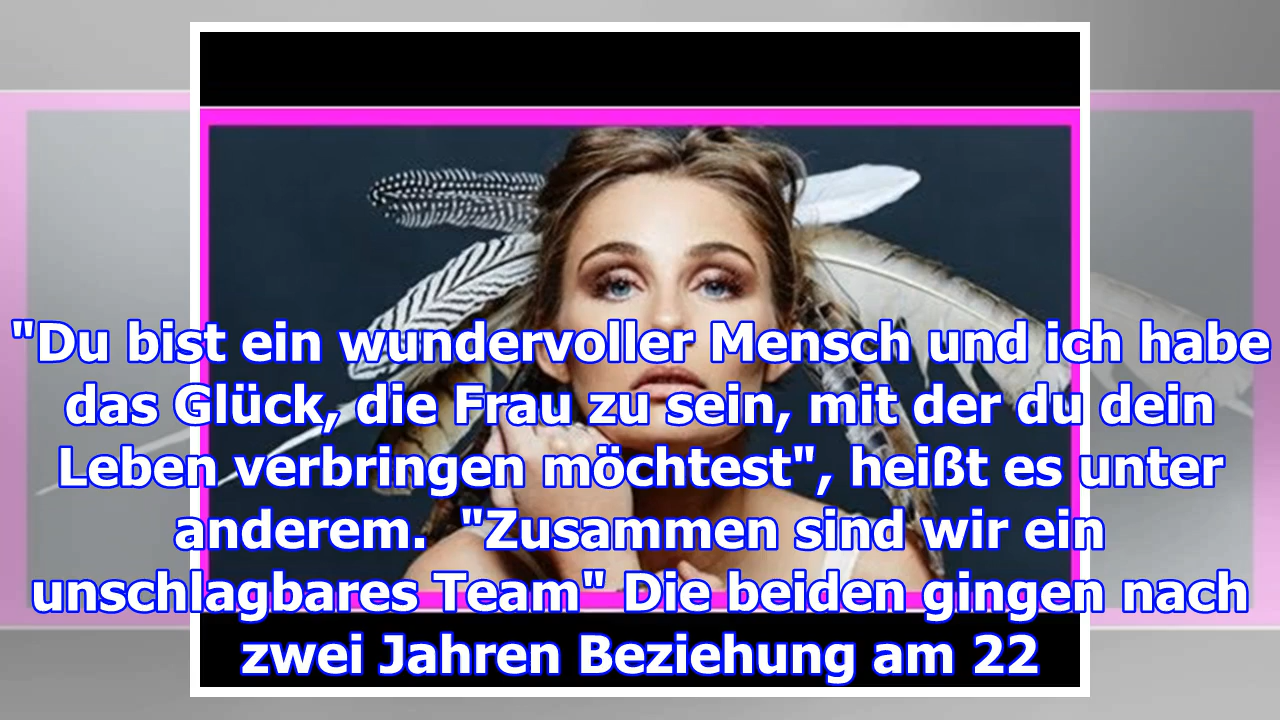 "Du bist ein wundervoller Mensch und ich habe
das Glück, die Frau zu sein, mit der du dein
Leben verbringen möchtest", heißt es unter
anderem.  "Zusammen sind wir ein
unschlagbares Team" Die beiden gingen nach
zwei Jahren Beziehung am 22